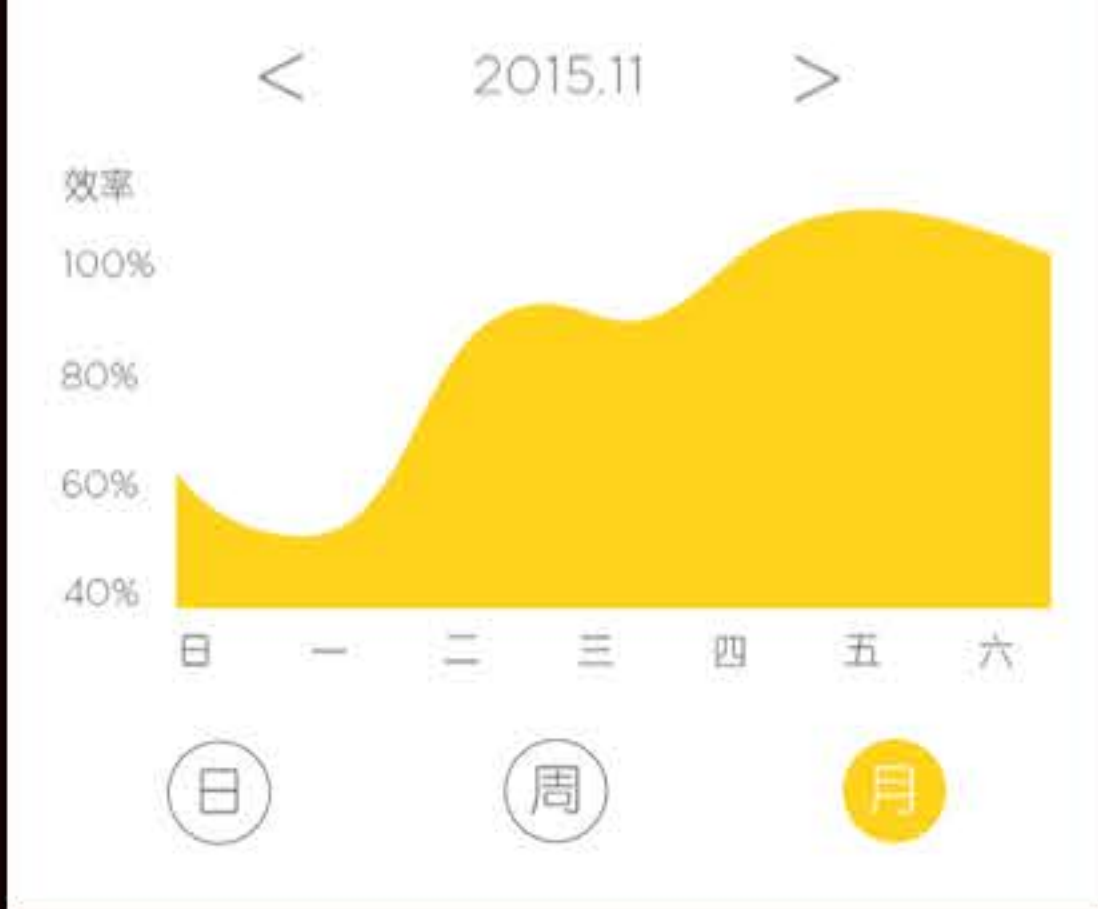 < 2015.11 >
效率
100%
80%
60%
40%
日 一 二 三 四 五 六
日 周 月